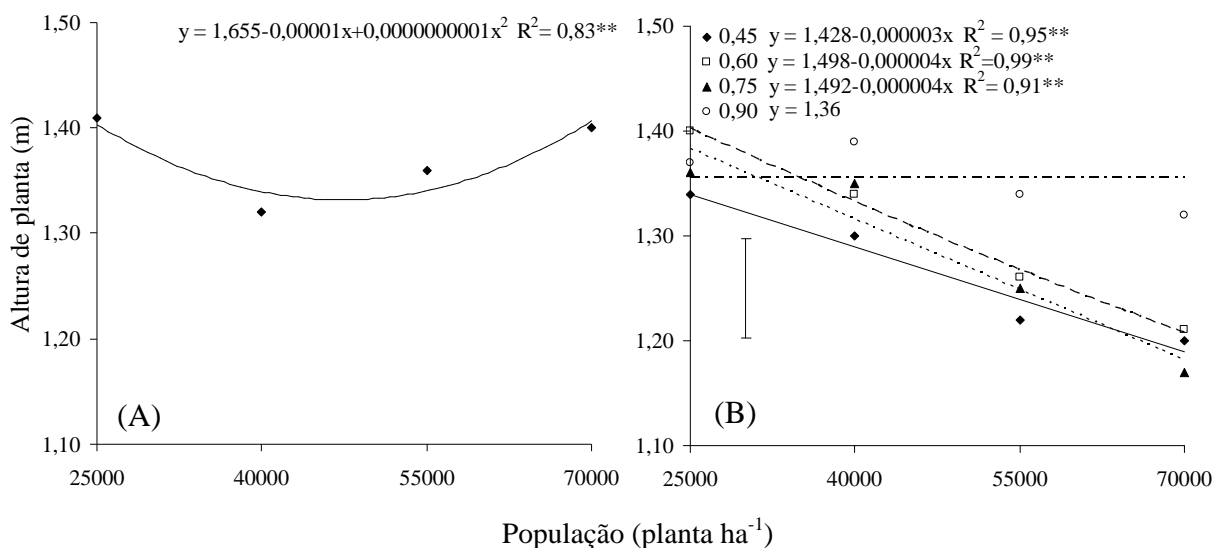 y = 1,655-0,00001x+0,0000000001x² R²= 0,83**
1,50
1,40
1,30
1,20
1,10
Altura de planta (m)
(A)
25000 40000 55000 70000
0,45 y = 1,428-0,000003x R² = 0,95**
0,60 y = 1,498-0,000004x R²=0,99**
0,75 y = 1,492-0,000004x R²= 0,91**
0,90 y = 1,36
1,50
1,40
1,30
1,20
1,10
(B)
25000 40000 55000 70000
População (planta ha⁻¹)